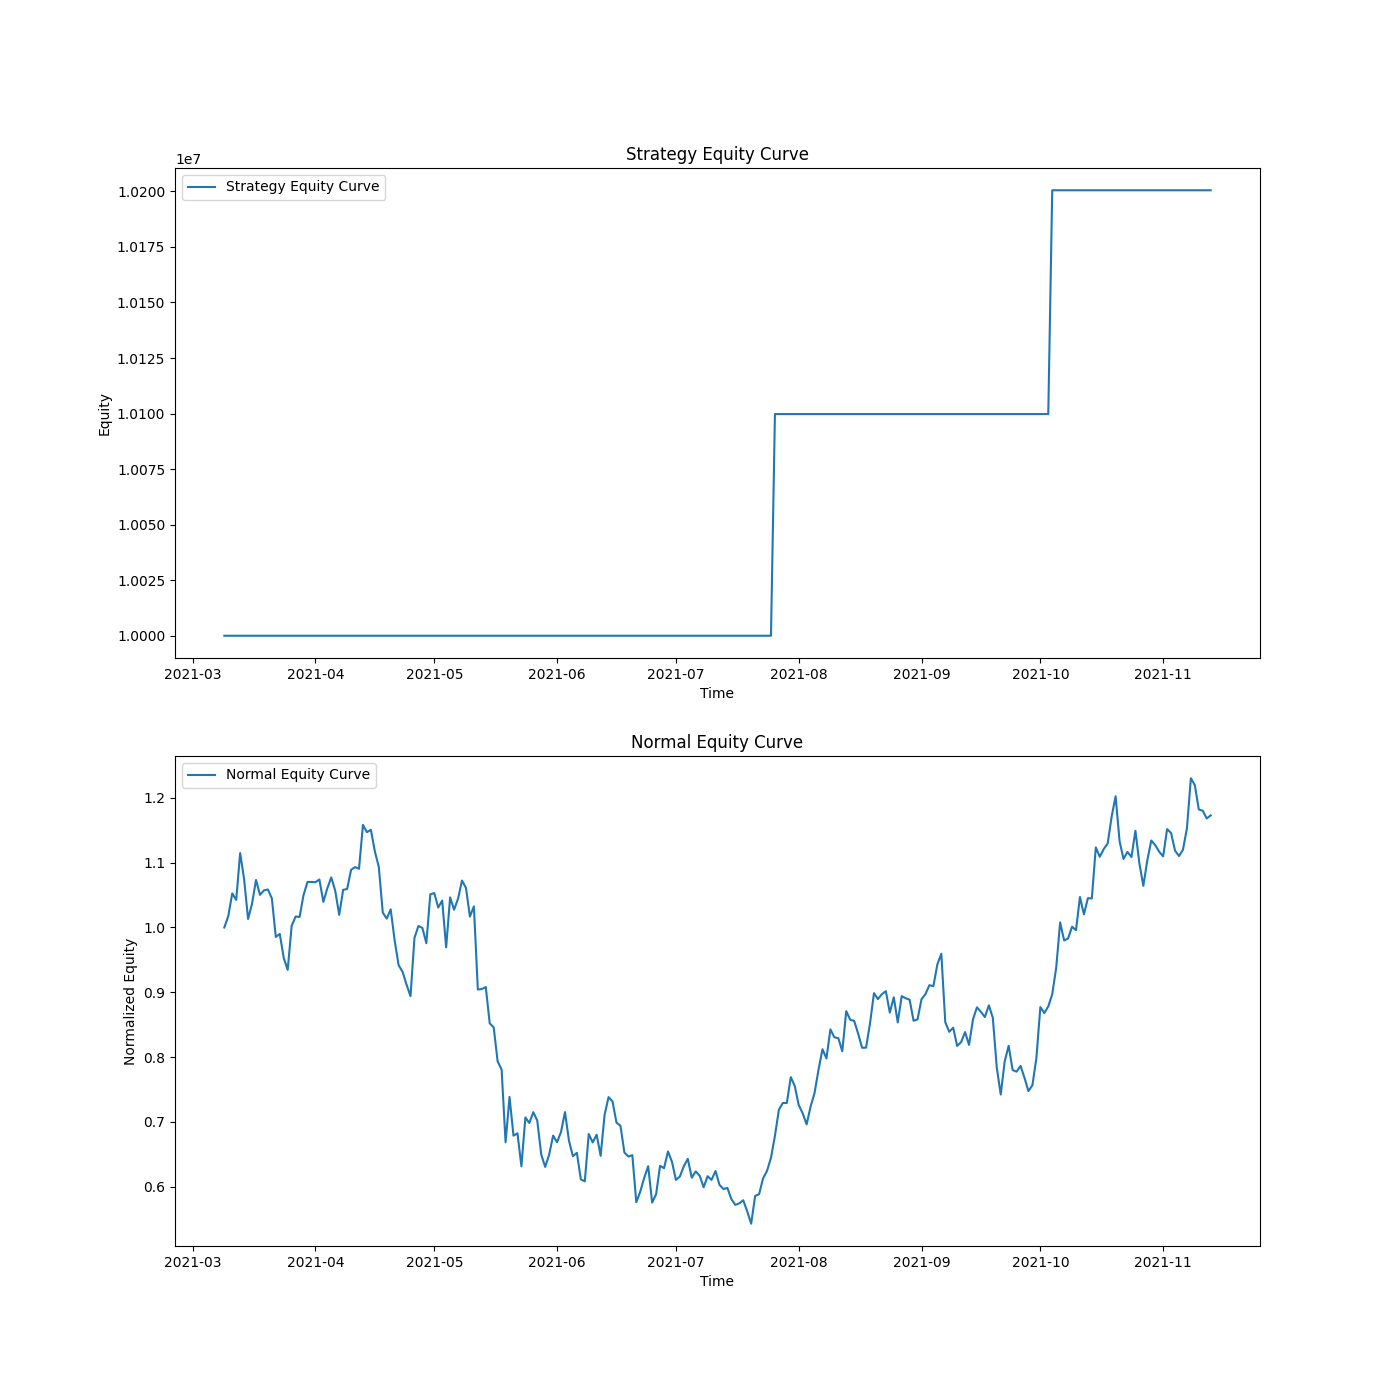 Strategy Equity Curve
1e7
Strategy Equity Curve
1.0200
1.0175
1.0150
1.0125
1.0100
1.0075
1.0050
1.0025
1.0000
Equity
2021-03 2021-04 2021-05 2021-06 2021-07 2021-08 2021-09 2021-10 2021-11
Time
Normal Equity Curve
Normal Equity Curve
1.2
1.1
1.0
0.9
0.8
0.7
0.6
Normalized Equity
2021-03 2021-04 2021-05 2021-06 2021-07 2021-08 2021-09 2021-10 2021-11
Time